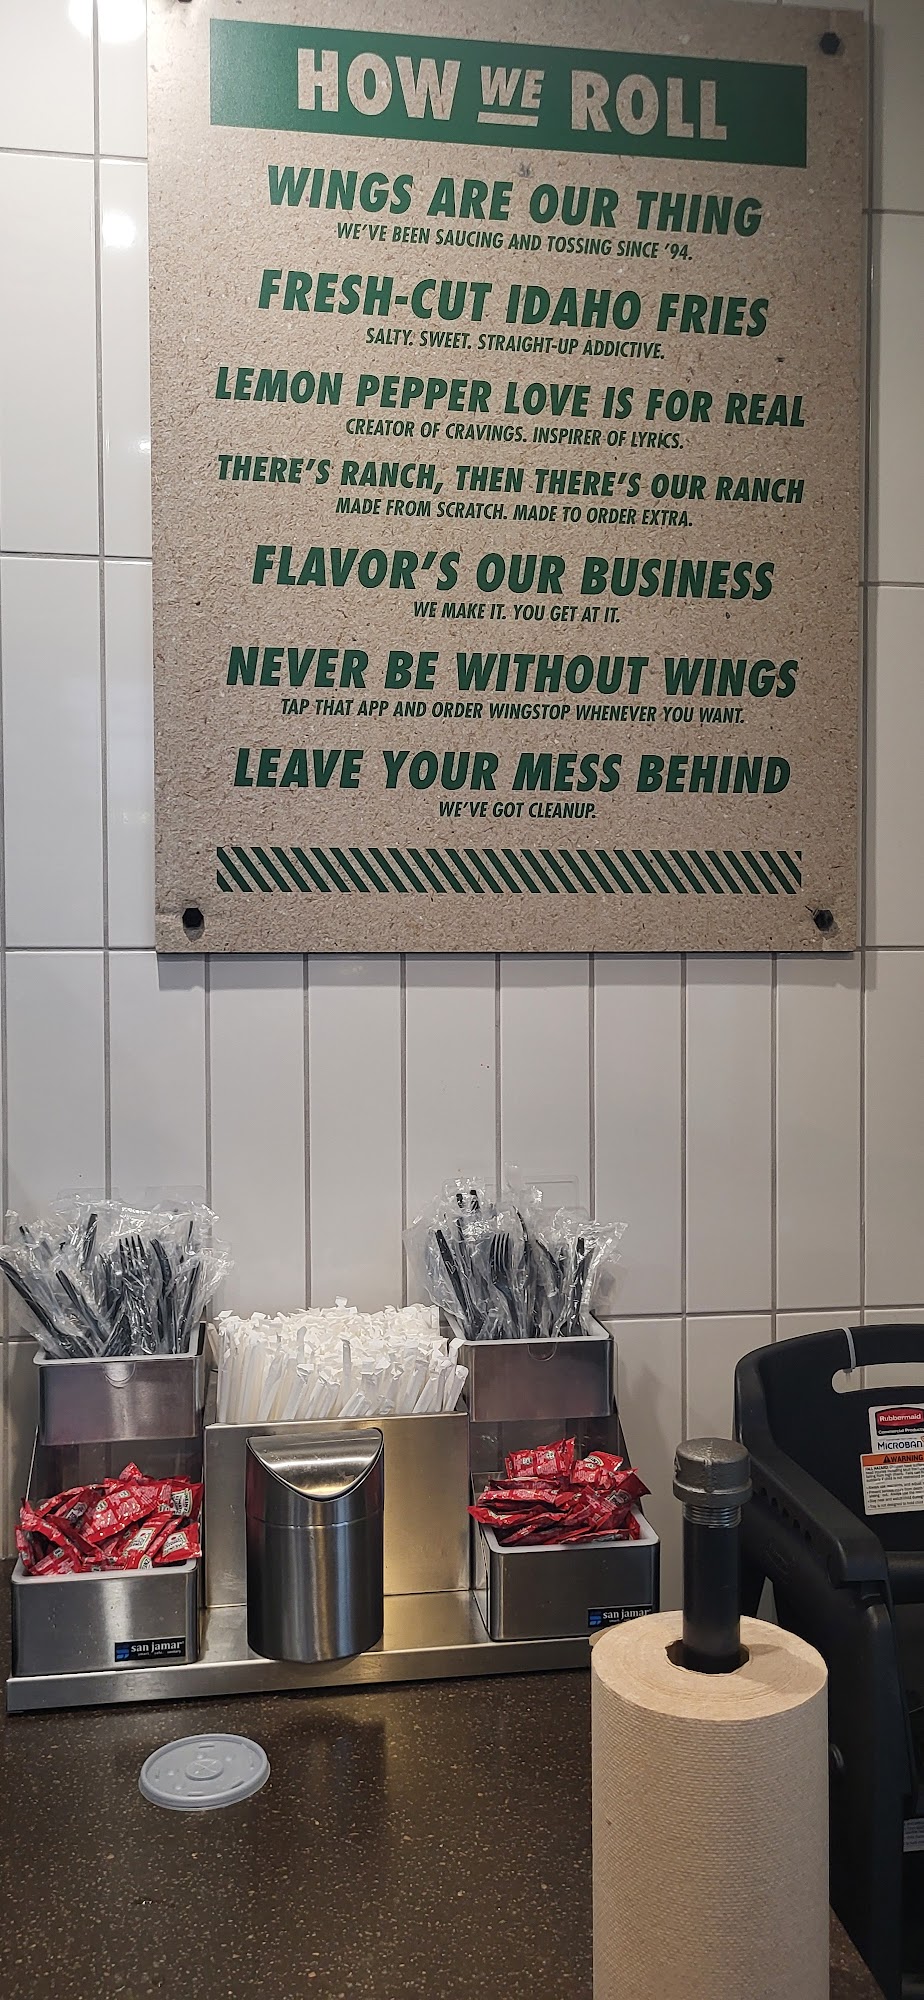 HOW WE ROLL
WINGS ARE OUR THING
WE'VE BEEN SAUCING AND TOSSING SINCE '94.
FRESH-CUT IDAHO FRIES
SALTY. SWEET. STRAIGHT-UP ADDICTIVE.
LEMON PEPPER LOVE IS FOR REAL
CREATOR OF CRAVINGS. INSPIRER OF LYRICS.
THERE'S RANCH, THEN THERE'S OUR RANCH
MADE FROM SCRATCH. MADE TO ORDER EXTRA.
FLAVOR'S OUR BUSINESS
WE MAKE IT. YOU GET AT IT.
NEVER BE WITHOUT WINGS
TAP THAT APP AND ORDER WINGSTOP WHENEVER YOU WANT.
LEAVE YOUR MESS BEHIND
WE'VE GOT CLEANUP.
Rubbermaid
Commercial Products
MICROBAN
WARNING
san jamar
san jamar